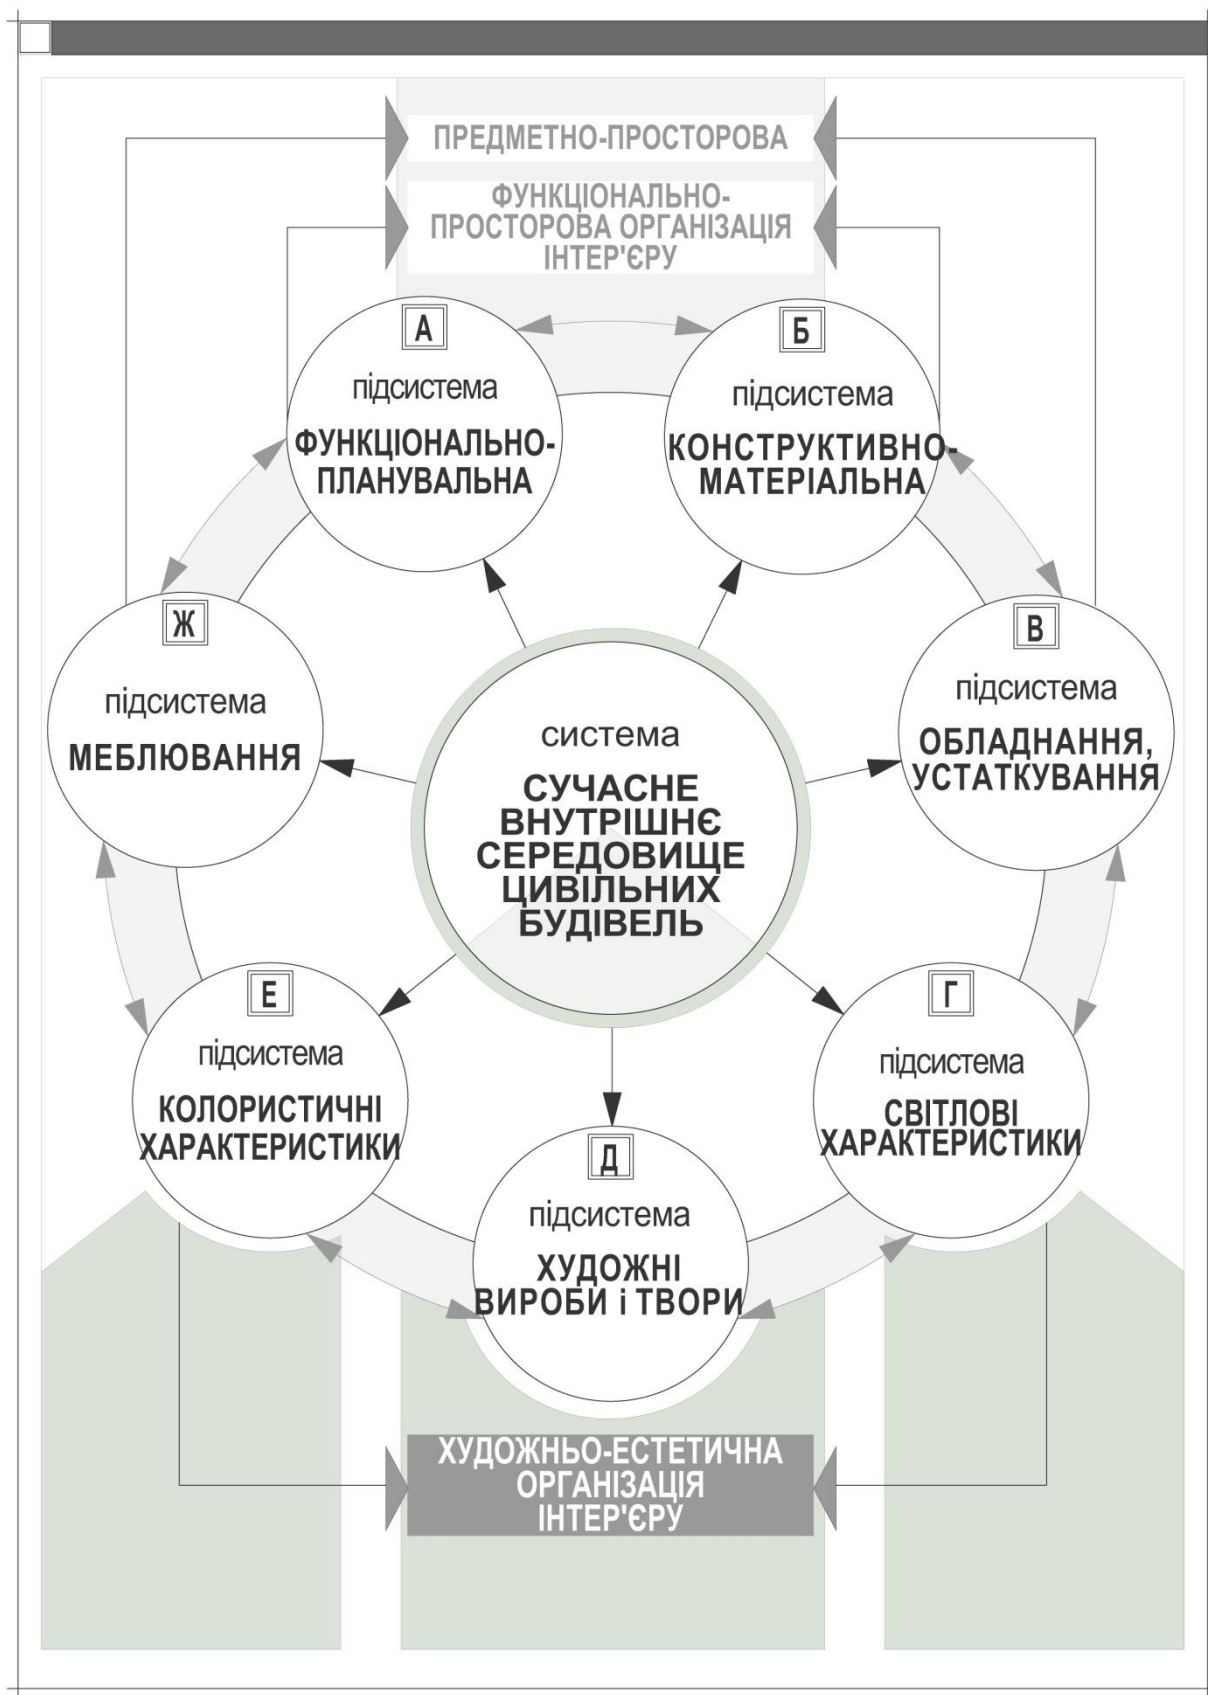 ПРЕДМЕТНО-ПРОСТОРОВА
ФУНКЦІОНАЛЬНО-
ПРОСТОРОВА ОРГАНІЗАЦІЯ
ІНТЕР'ЄРУ
А
підсистема
ФУНКЦІОНАЛЬНО-
ПЛАНУВАЛЬНА
Б
підсистема
КОНСТРУКТИВНО-
МАТЕРІАЛЬНА
Ж
підсистема
МЕБЛЮВАННЯ
В
підсистема
ОБЛАДНАННЯ,
УСТАТКУВАННЯ
система
СУЧАСНЕ
ВНУТРІШНЄ
СЕРЕДОВИЩЕ
ЦИВІЛЬНИХ
БУДІВЕЛЬ
Е
підсистема
КОЛОРИСТИЧНІ
ХАРАКТЕРИСТИКИ
Г
підсистема
СВІТЛОВІ
ХАРАКТЕРИСТИКИ
Д
підсистема
ХУДОЖНІ
ВИРОБИ і ТВОРИ
ХУДОЖНЬО-ЕСТЕТИЧНА
ОРГАНІЗАЦІЯ
ІНТЕР'ЄРУ